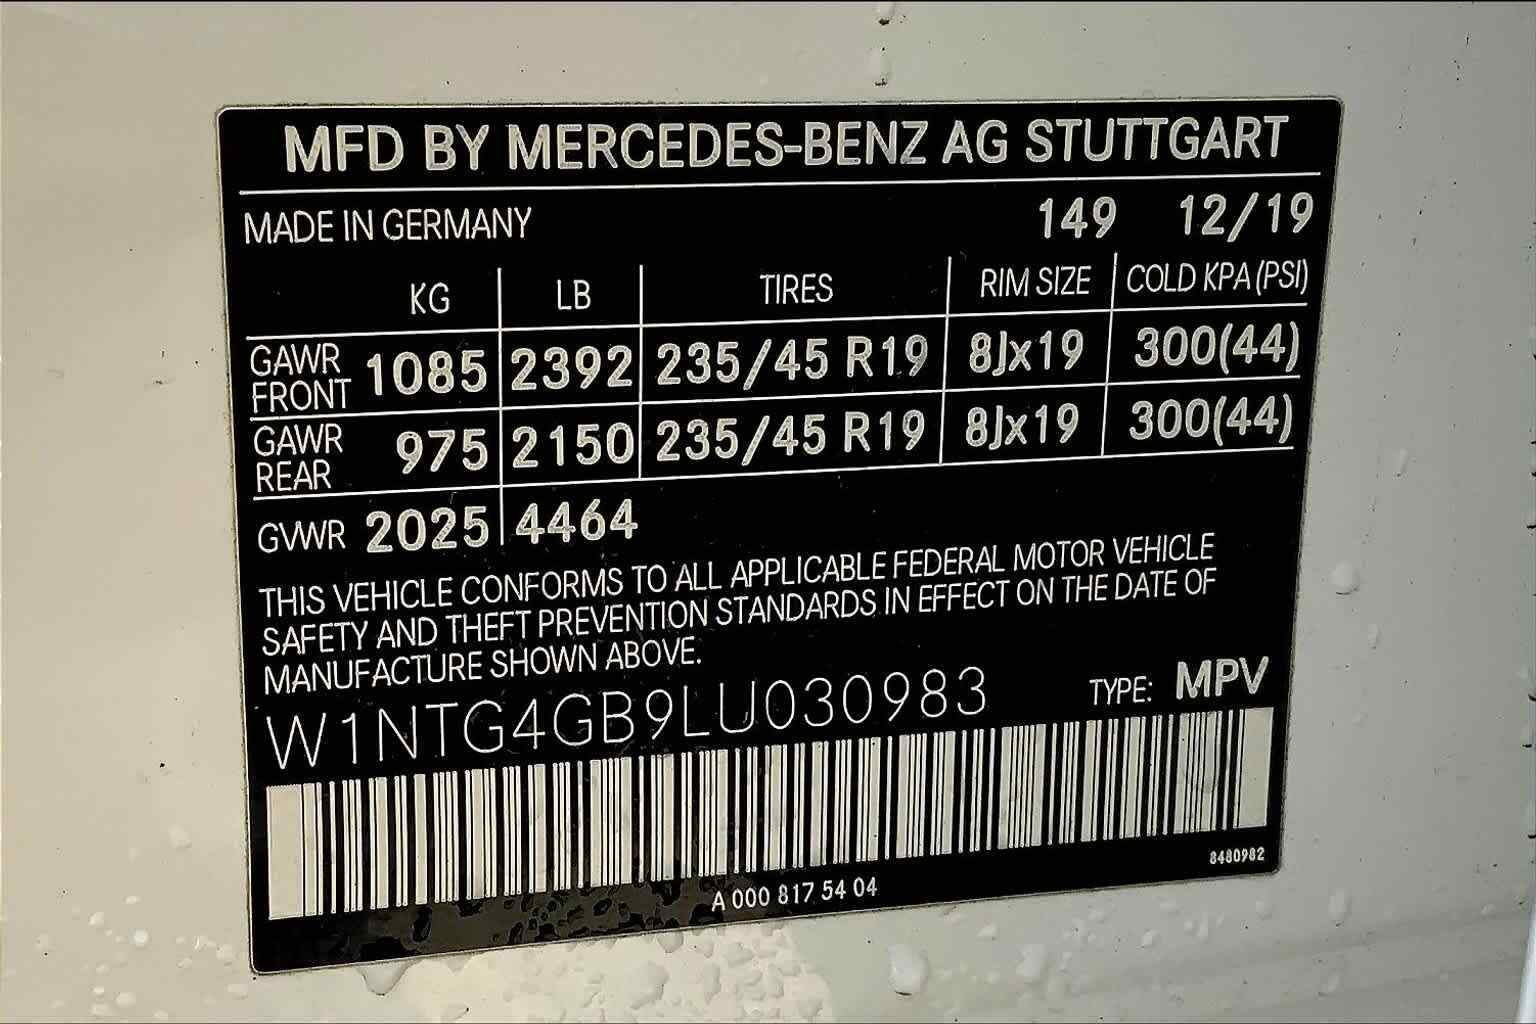 MFD BY MERCEDES-BENZ AG STUTTGART
MADE IN GERMANY 149 12/19
KG LB TIRES RIM SIZE COLD KPA (PSI)
GAWR FRONT 1085 2392 235/45 R19 8Jx19 300(44)
GAWR REAR 975 2150 235/45 R19 8Jx19 300(44)
GVWR 2025 4464
THIS VEHICLE CONFORMS TO ALL APPLICABLE FEDERAL MOTOR VEHICLE
SAFETY AND THEFT PREVENTION STANDARDS IN EFFECT ON THE DATE OF
MANUFACTURE SHOWN ABOVE.
W1NTG4GB9LU030983 TYPE: MPV
8480982
A 000 817 54 04